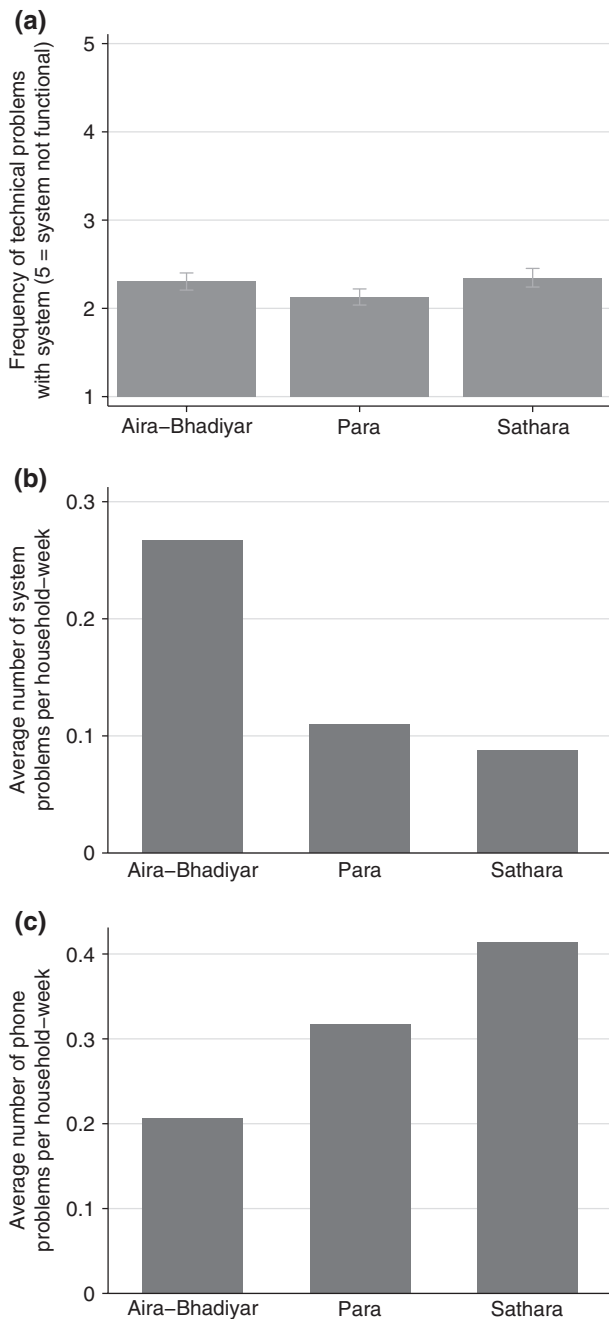 (a)
Frequency of technical problems
with system (5 = system not functional)
5
4
3
2
1
Aira–Bhadiyar Para Sathara
(b)
Average number of system
problems per household–week
0.3
0.2
0.1
0
Aira–Bhadiyar Para Sathara
(c)
Average number of phone
problems per household–week
0.4
0.3
0.2
0.1
0
Aira–Bhadiyar Para Sathara